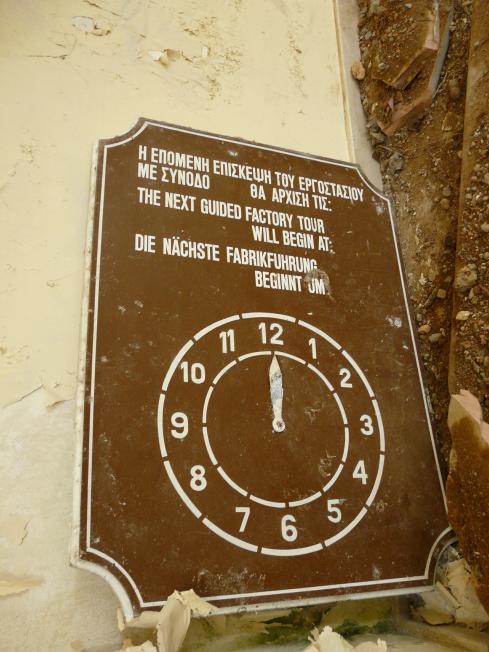 Η ΕΠΟΜΕΝΗ ΕΠΙΣΚΕΨΗ ΤΟΥ ΕΡΓΟΣΤΑΣΙΟΥ
ΜΕ ΣΥΝΟΔΟ ΘΑ ΑΡΧΙΣΗ ΤΙΣ:
THE NEXT GUIDED FACTORY TOUR
WILL BEGIN AT:
DIE NÄCHSTE FABRIKFUHRUNG
BEGINNT UM
12
1
2
3
4
5
6
7
8
9
10
11